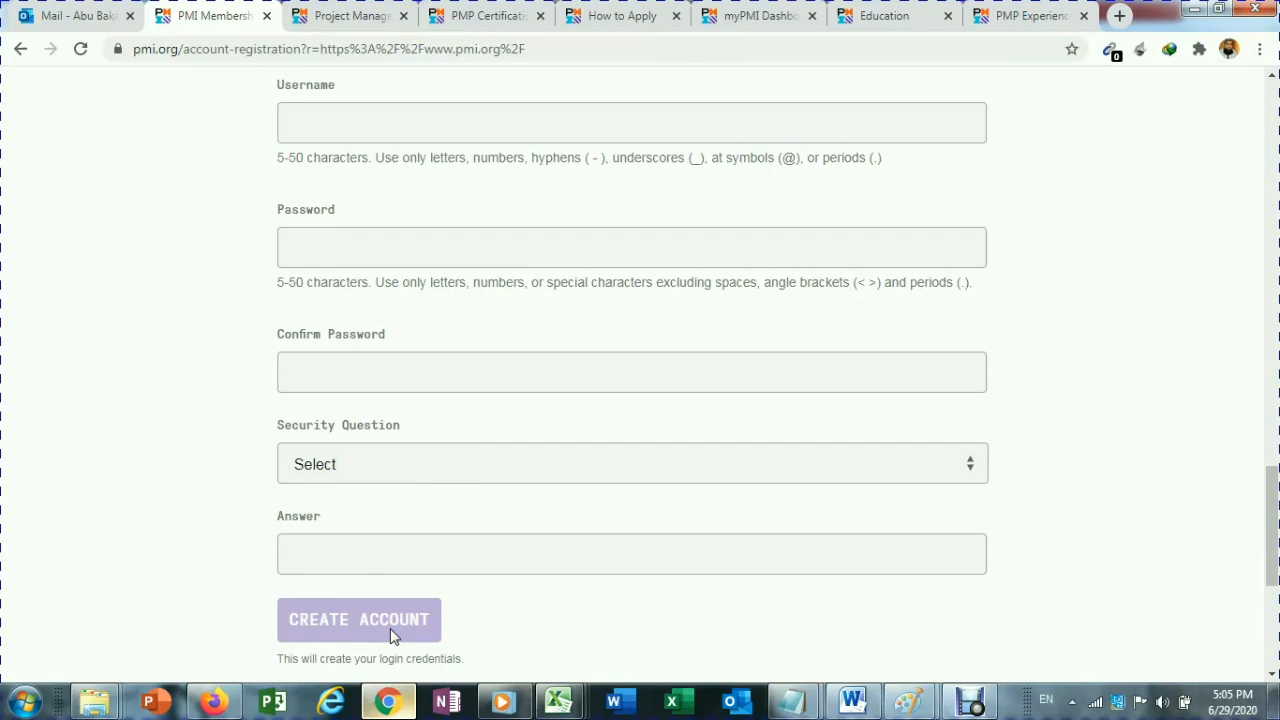 Mail - Abu Baka
PMI Membersh
Project Manag
PMP Certificati
How to Apply
myPMI Dashbo
Education
PMP Experienc
pmi.org/account-registration?r=https%3A%2F%2Fwww.pmi.org%2F
0
Username
5-50 characters. Use only letters, numbers, hyphens ( - ), underscores (_), at symbols (@), or periods (.)
Password
5-50 characters. Use only letters, numbers, or special characters excluding spaces, angle brackets (< >) and periods (.).
Confirm Password
Security Question
Select
Answer
CREATE ACCOUNT
This will create your login credentials.
EN
5:05 PM
6/29/2020